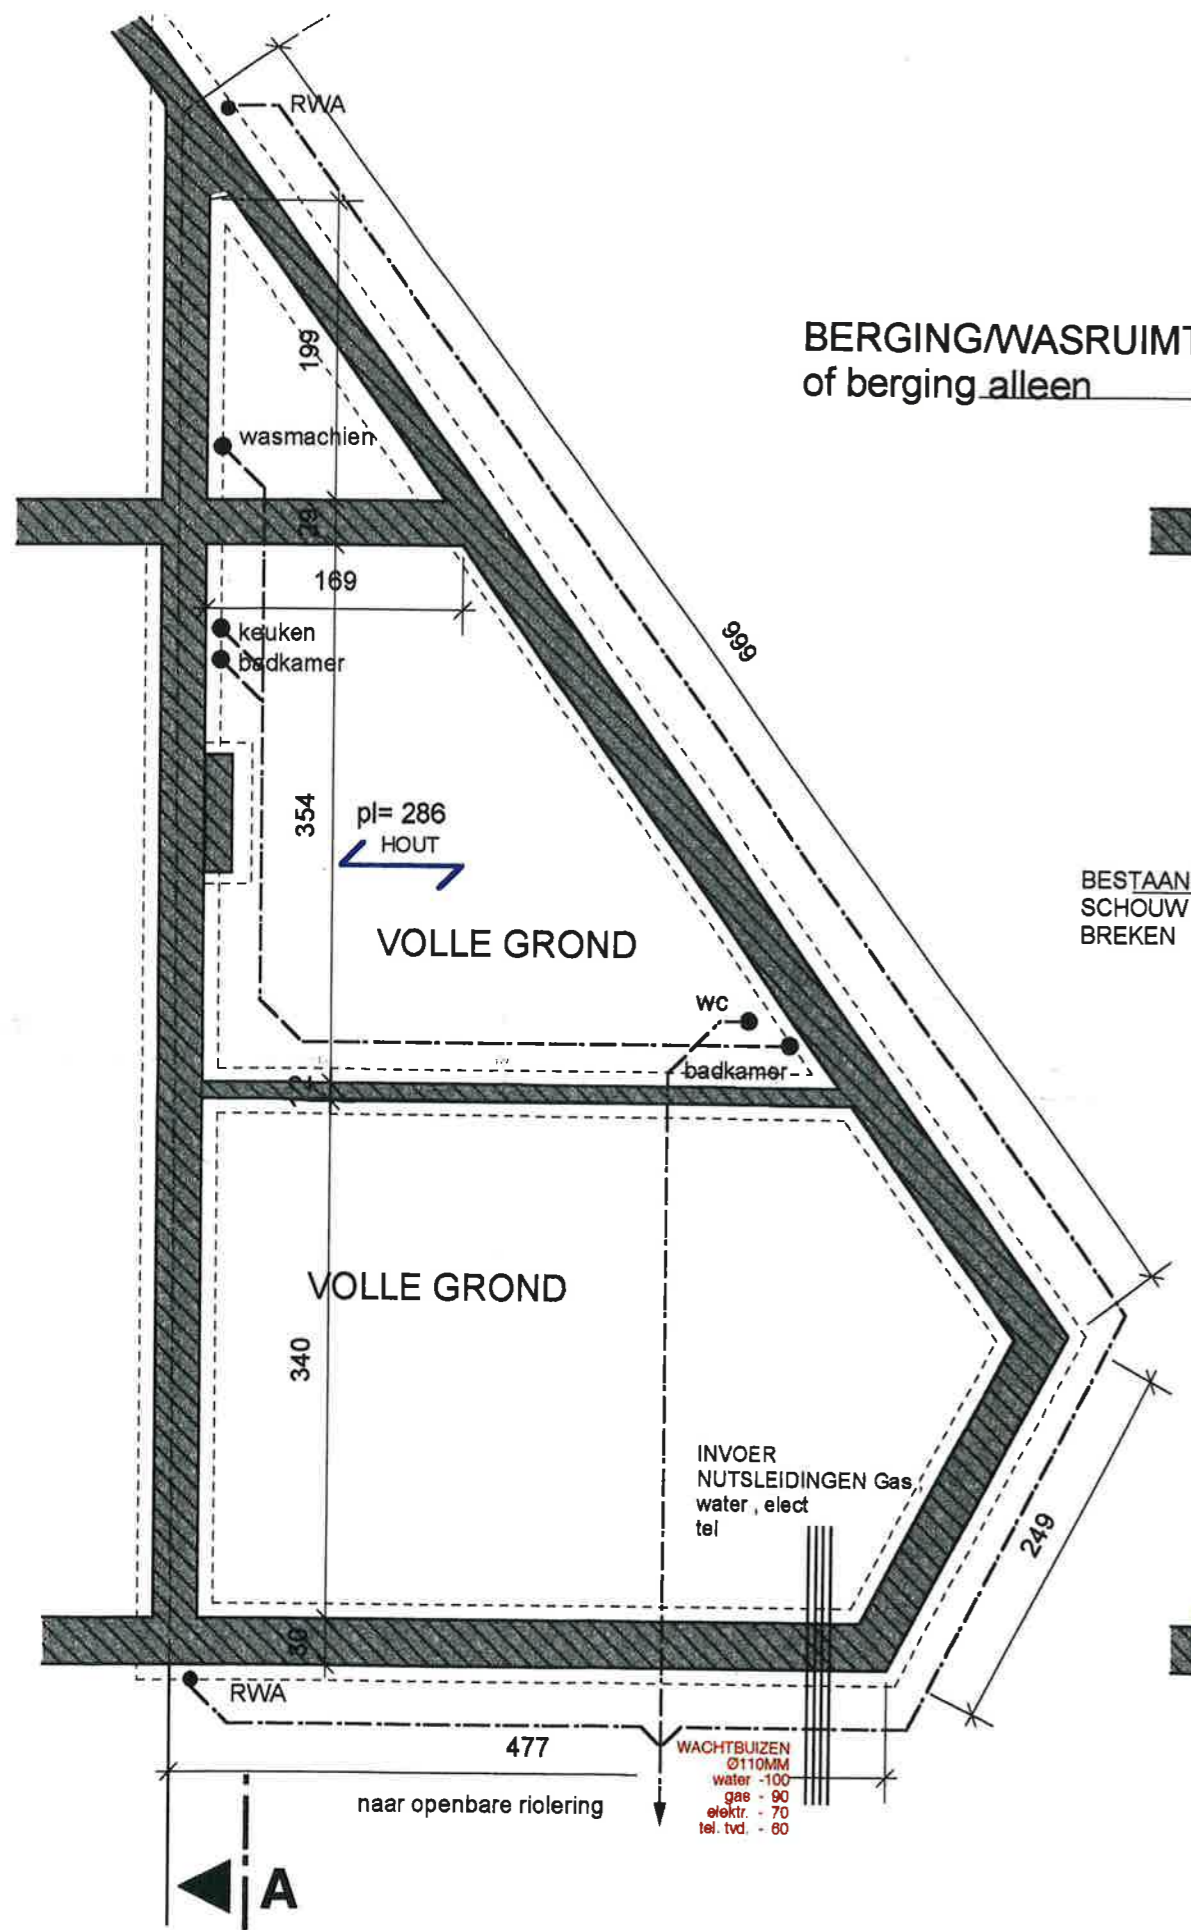 RWA
199
BERGING/WASRUIMT
of berging alleen
wasmachien
29
169
keuken
badkamer
999
354
pl= 286
HOUT
BESTAAN
SCHOUW
BREKEN
VOLLE GROND
wc
badkamer
VOLLE GROND
340
INVOER
NUTSLEIDINGEN Gas,
water , elect
tel
249
30
RWA
477
WACHTBUIZEN
Ø110MM
water -100
gas - 90
elektr. - 70
tel. tvd. - 60
naar openbare riolering
A